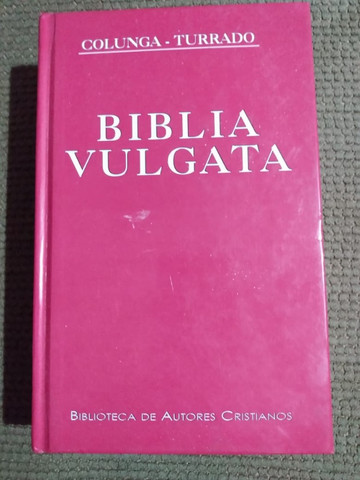 COLUNGA - TURRADO
BIBLIA
VULGATA
BIBLIOTECA DE AUTORES CRISTIANOS